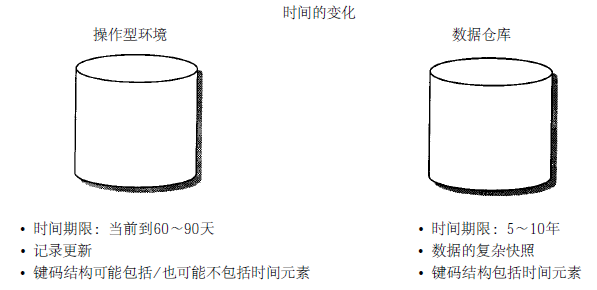 时间的变化
操作型环境
数据仓库
• 时间期限: 当前到60～90天
• 记录更新
• 键码结构可能包括/也可能不包括时间元素
• 时间期限: 5～10年
• 数据的复杂快照
• 键码结构包括时间元素